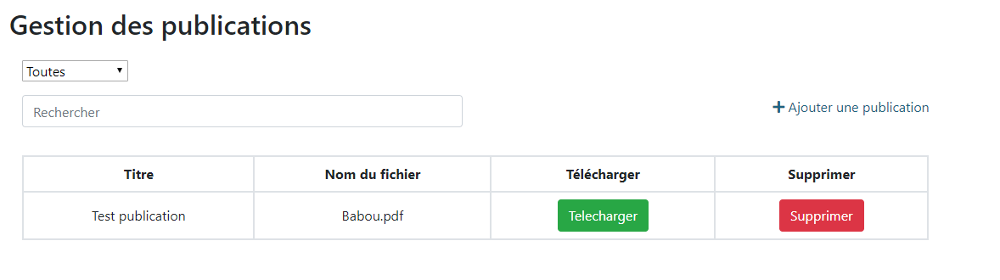 Gestion des publications
Toutes
Rechercher
Ajouter une publication
Titre Nom du fichier Télécharger Supprimer
Test publication Babou.pdf Telecharger Supprimer